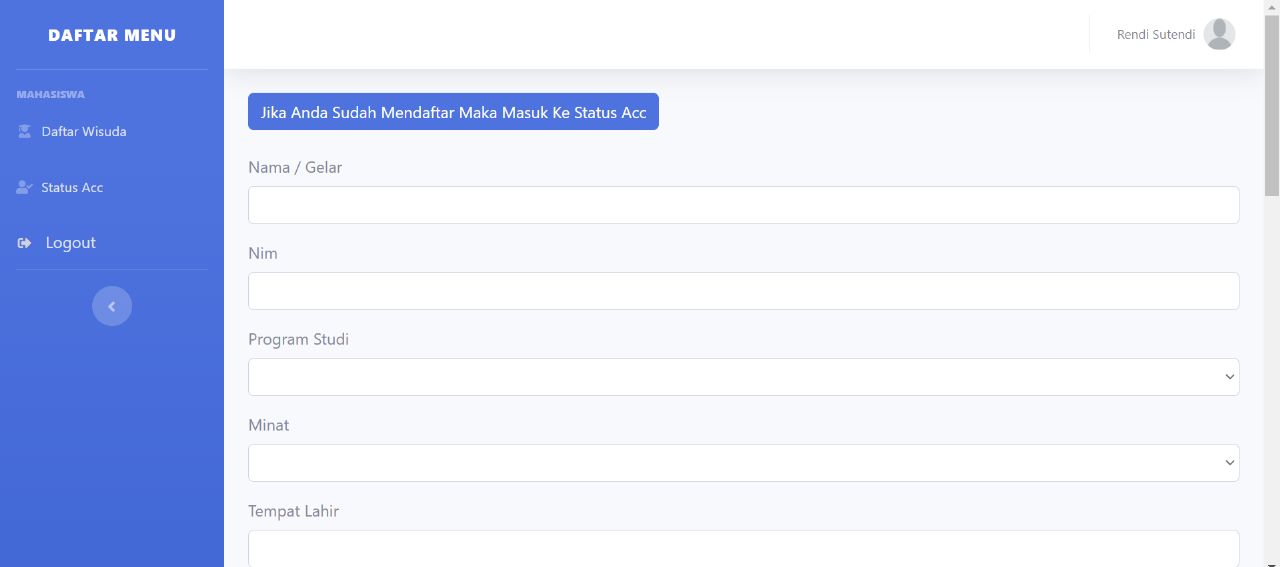 DAFTAR MENU
MAHASISWA
Daftar Wisuda
Status Acc
Logout
Rendi Sutendi
Jika Anda Sudah Mendaftar Maka Masuk Ke Status Acc
Nama / Gelar
Nim
Program Studi
Minat
Tempat Lahir